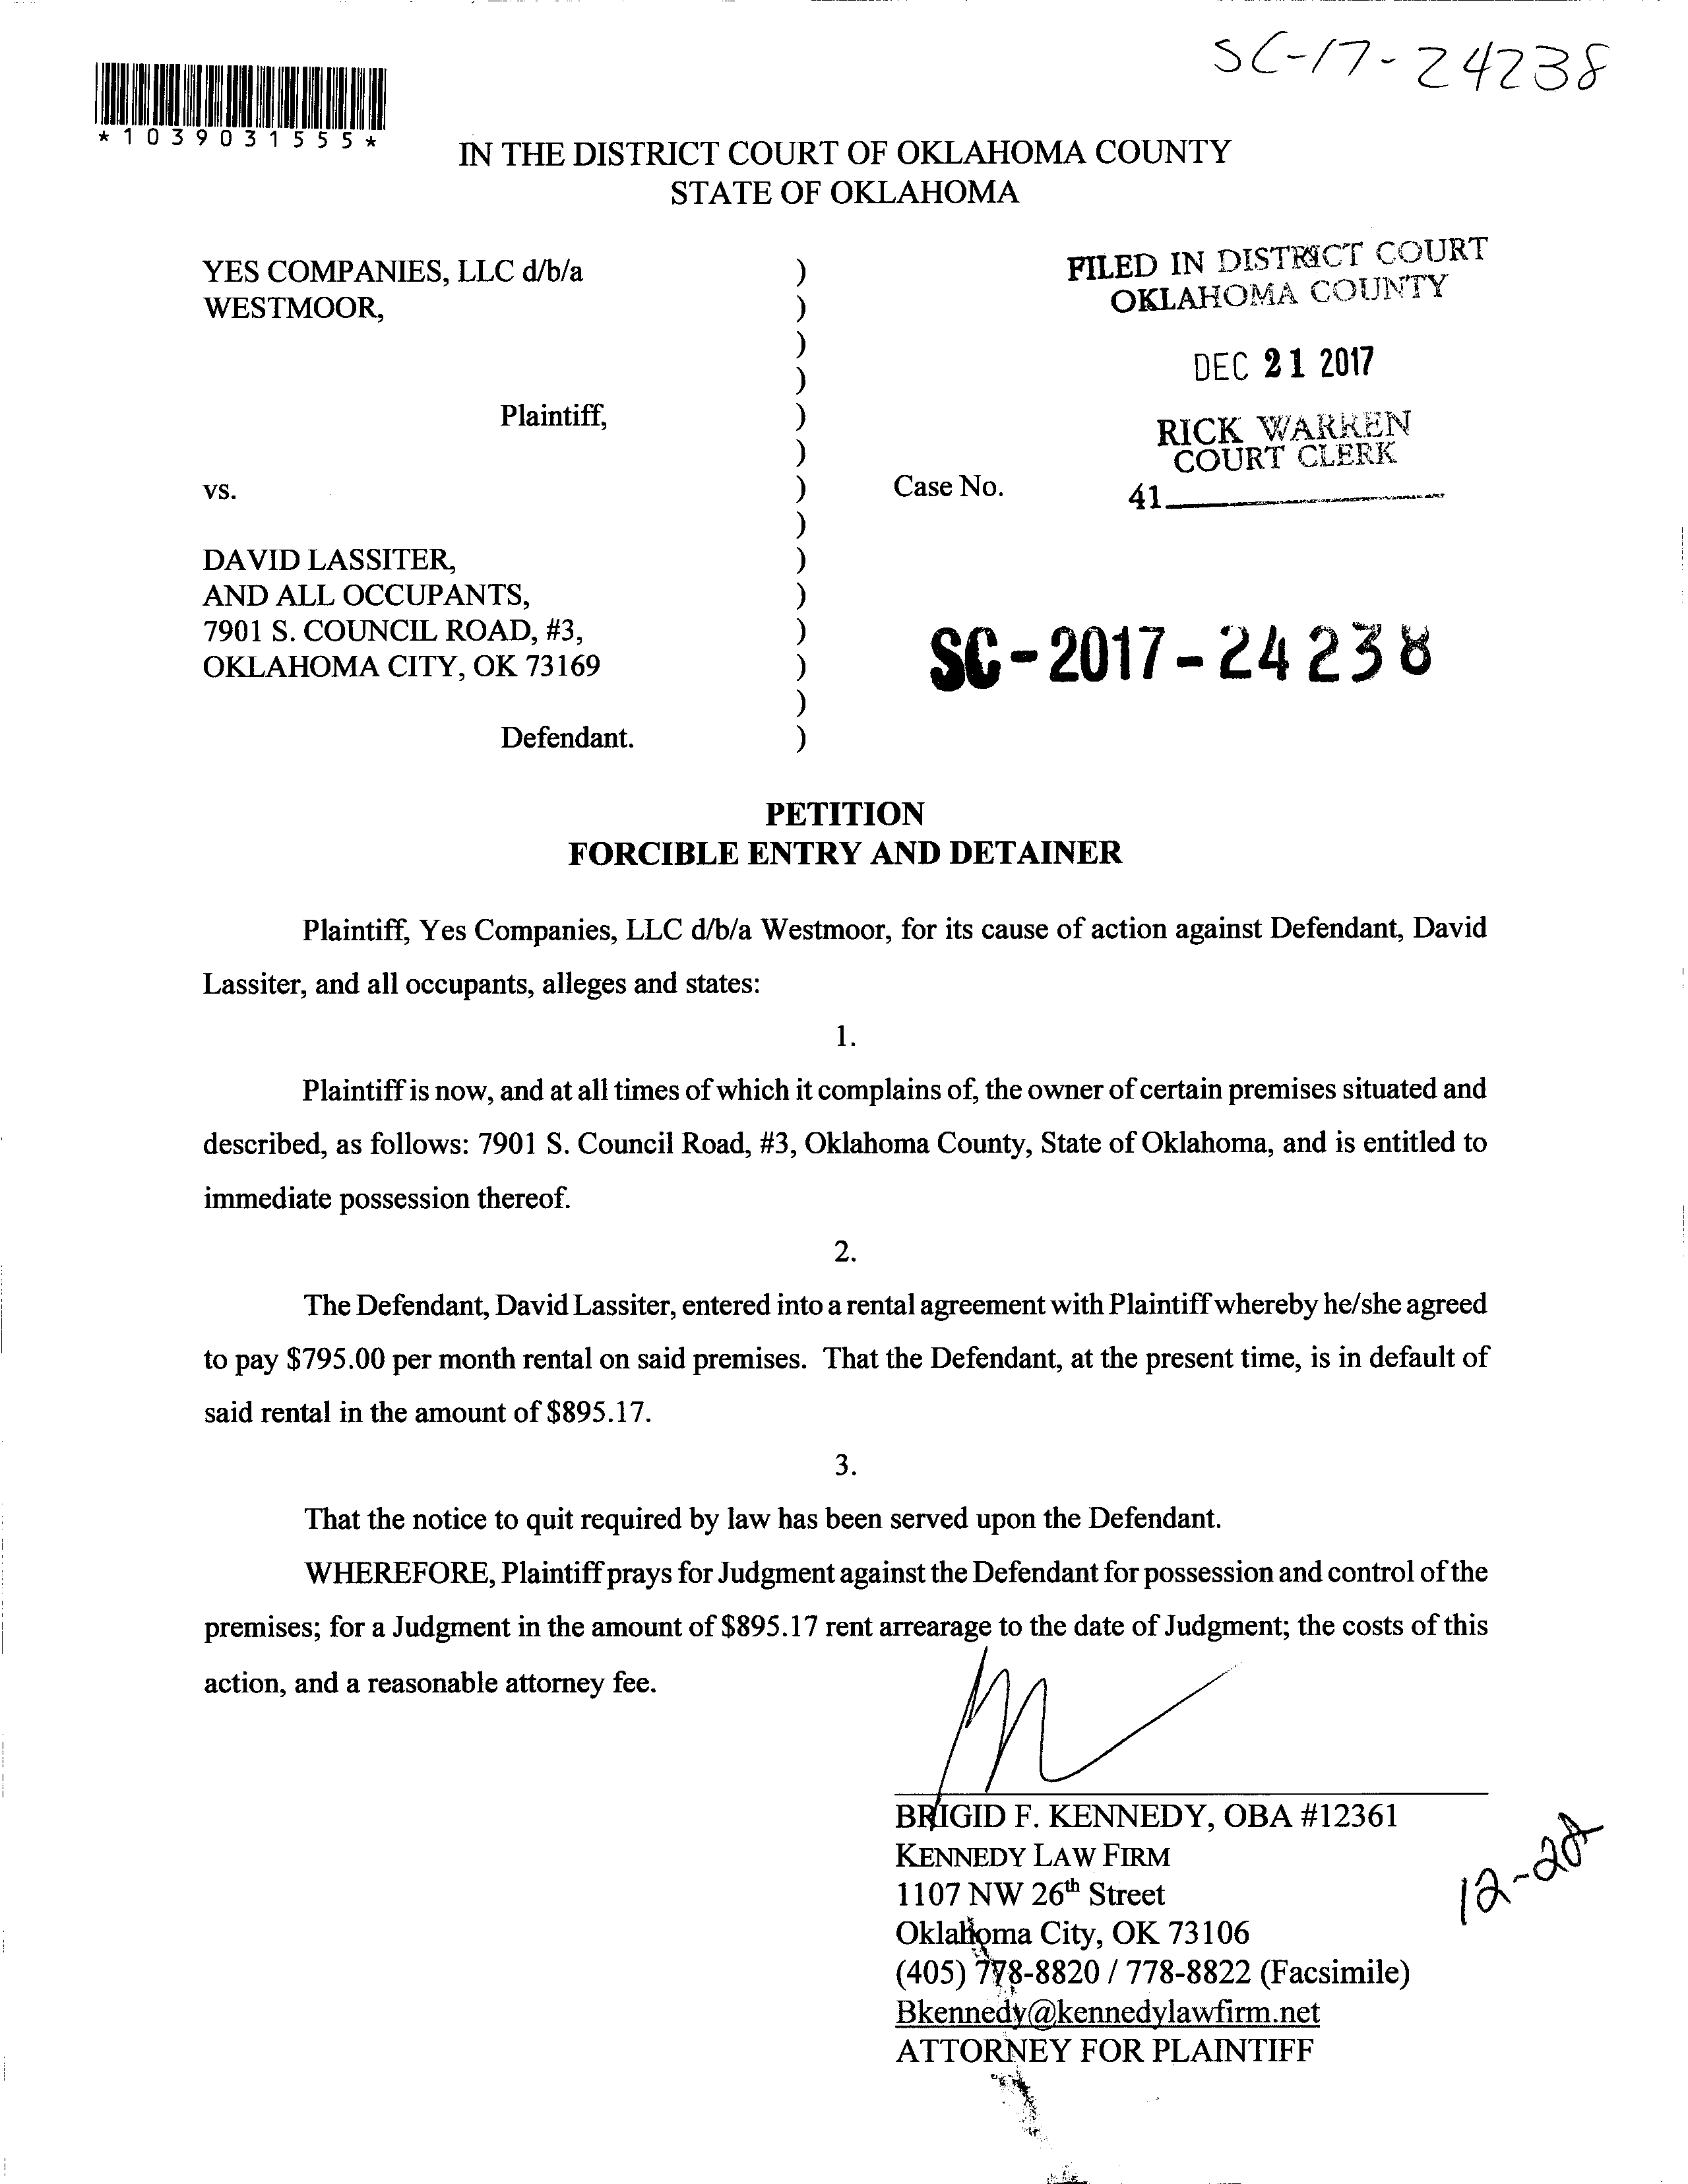 SC-17-24238
*1039031555*
IN THE DISTRICT COURT OF OKLAHOMA COUNTY
STATE OF OKLAHOMA
YES COMPANIES, LLC d/b/a
WESTMOOR,
Plaintiff,
vs.
DAVID LASSITER,
AND ALL OCCUPANTS,
7901 S. COUNCIL ROAD, #3,
OKLAHOMA CITY, OK 73169
Defendant.
)
)
)
)
)
)
)
)
)
)
)
)
)
)
FILED IN DISTRICT COURT
OKLAHOMA COUNTY
DEC 21 2017
RICK WARREN
COURT CLERK
41
Case No.
SC-2017-24238
PETITION
FORCIBLE ENTRY AND DETAINER
Plaintiff, Yes Companies, LLC d/b/a Westmoor, for its cause of action against Defendant, David
Lassiter, and all occupants, alleges and states:
1.
Plaintiff is now, and at all times of which it complains of, the owner of certain premises situated and
described, as follows: 7901 S. Council Road, #3, Oklahoma County, State of Oklahoma, and is entitled to
immediate possession thereof.
2.
The Defendant, David Lassiter, entered into a rental agreement with Plaintiff whereby he/she agreed
to pay $795.00 per month rental on said premises. That the Defendant, at the present time, is in default of
said rental in the amount of $895.17.
3.
That the notice to quit required by law has been served upon the Defendant.
WHEREFORE, Plaintiff prays for Judgment against the Defendant for possession and control of the
premises; for a Judgment in the amount of $895.17 rent arrearage to the date of Judgment; the costs of this
action, and a reasonable attorney fee.
BRIGID F. KENNEDY, OBA #12361
KENNEDY LAW FIRM
1107 NW 26th Street
Oklahoma City, OK 73106
(405) 778-8820 / 778-8822 (Facsimile)
Bkennedy@kennedylawfirm.net
ATTORNEY FOR PLAINTIFF